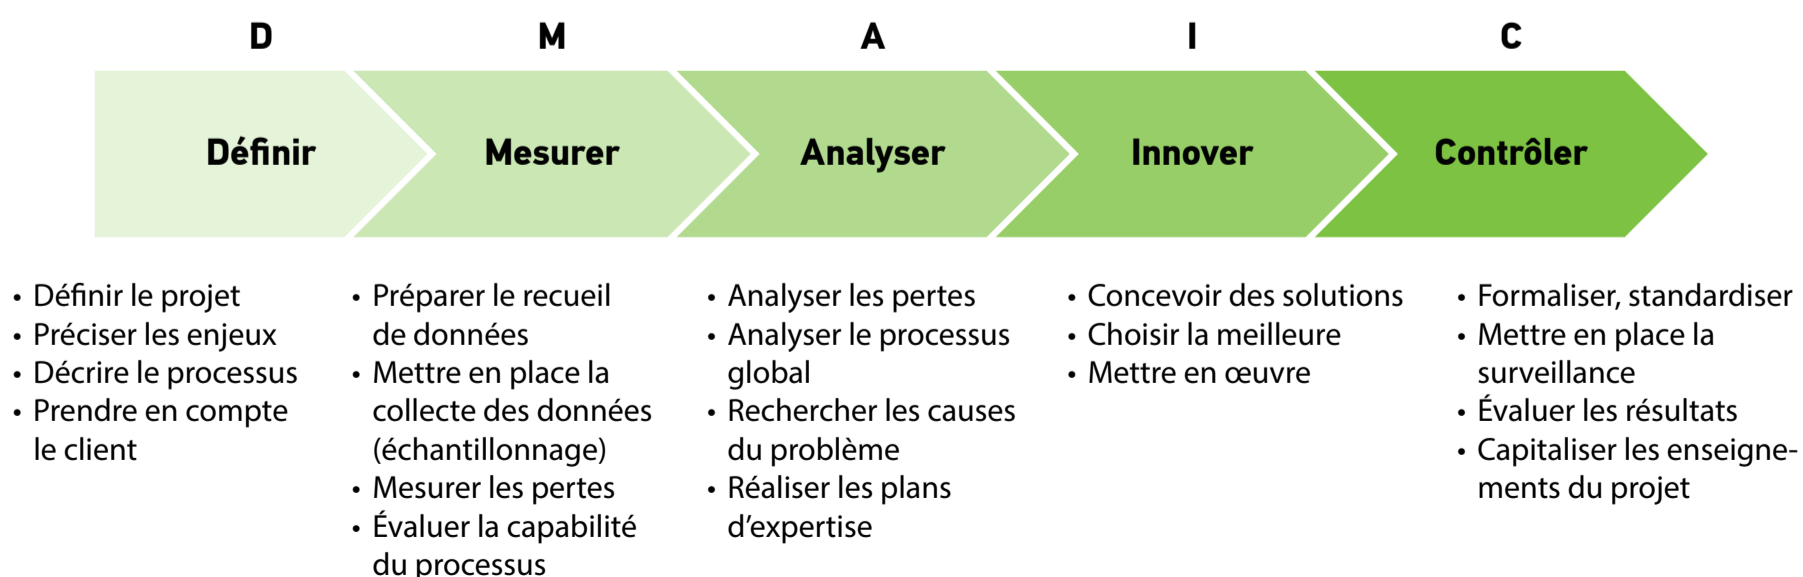 D
M
A
I
C
Définir
Mesurer
Analyser
Innover
Contrôler
• Définir le projet
• Préciser les enjeux
• Décrire le processus
• Prendre en compte
le client
• Préparer le recueil
de données
• Mettre en place la
collecte des données
(échantillonnage)
• Mesurer les pertes
• Évaluer la capabilité
du processus
• Analyser les pertes
• Analyser le processus
global
• Rechercher les causes
du problème
• Réaliser les plans
d’expertise
• Concevoir des solutions
• Choisir la meilleure
• Mettre en œuvre
• Formaliser, standardiser
• Mettre en place la
surveillance
• Évaluer les résultats
• Capitaliser les enseigne-
ments du projet